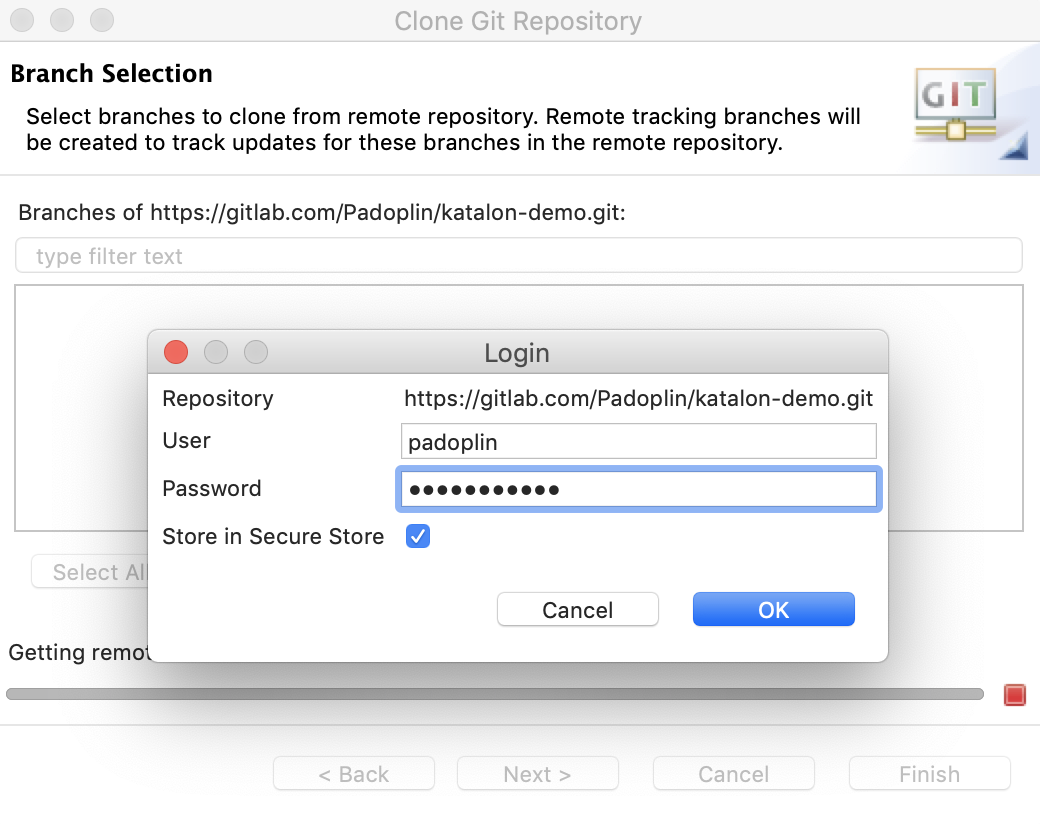 Clone Git Repository
Branch Selection
Select branches to clone from remote repository. Remote tracking branches will
be created to track updates for these branches in the remote repository.
GIT
Branches of https://gitlab.com/Padoplin/katalon-demo.git:
type filter text
Login
Repository https://gitlab.com/Padoplin/katalon-demo.git
User padoplin
Password •••••••••••
Store in Secure Store
Select All
Cancel OK
Getting remot
< Back Next > Cancel Finish